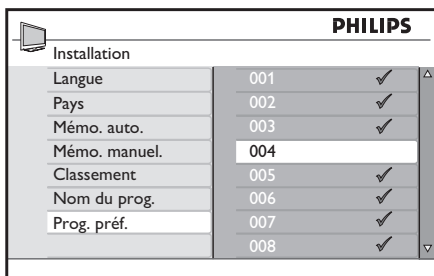 PHILIPS
Installation
Langue 001 ✓
Pays 002 ✓
Mémo. auto. 003 ✓
Mémo. manuel. 004
Classement 005 ✓
Nom du prog. 006 ✓
Prog. préf. 007 ✓
008 ✓